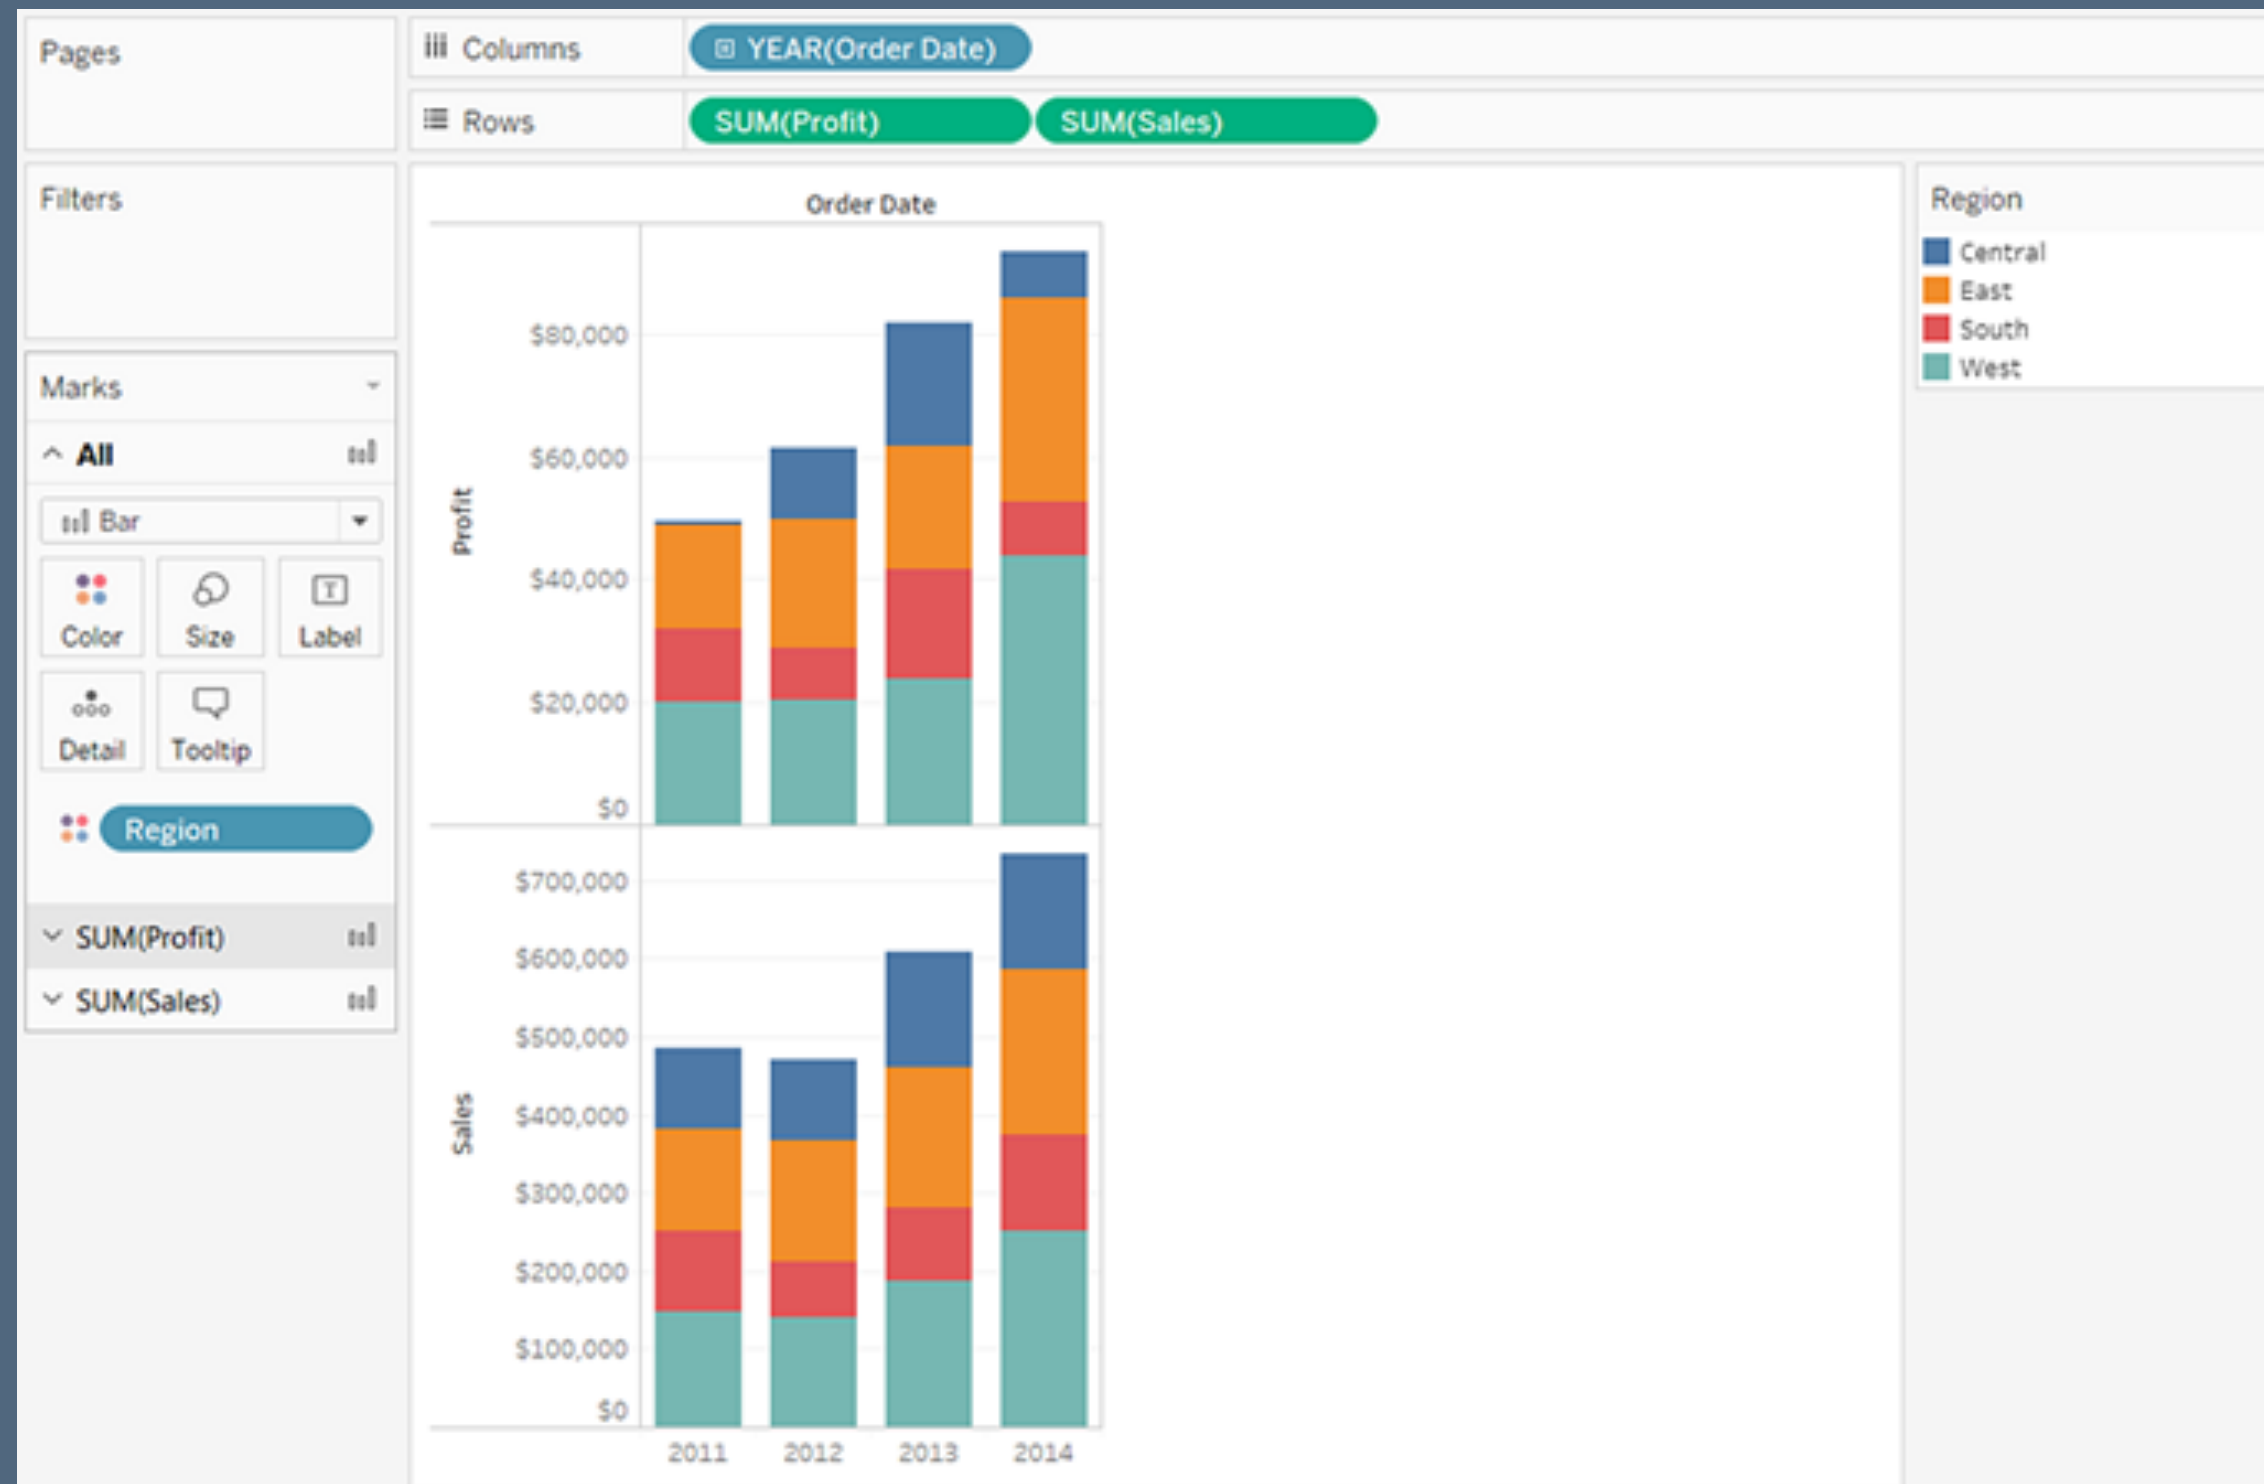 Pages
Columns
YEAR(Order Date)
Rows
SUM(Profit)
SUM(Sales)
Filters
Marks
All
Bar
Color
Size
Label
Detail
Tooltip
Region
SUM(Profit)
SUM(Sales)
Order Date
Profit
$80,000
$60,000
$40,000
$20,000
$0
Sales
$700,000
$600,000
$500,000
$400,000
$300,000
$200,000
$100,000
$0
2011 2012 2013 2014
Region
Central
East
South
West